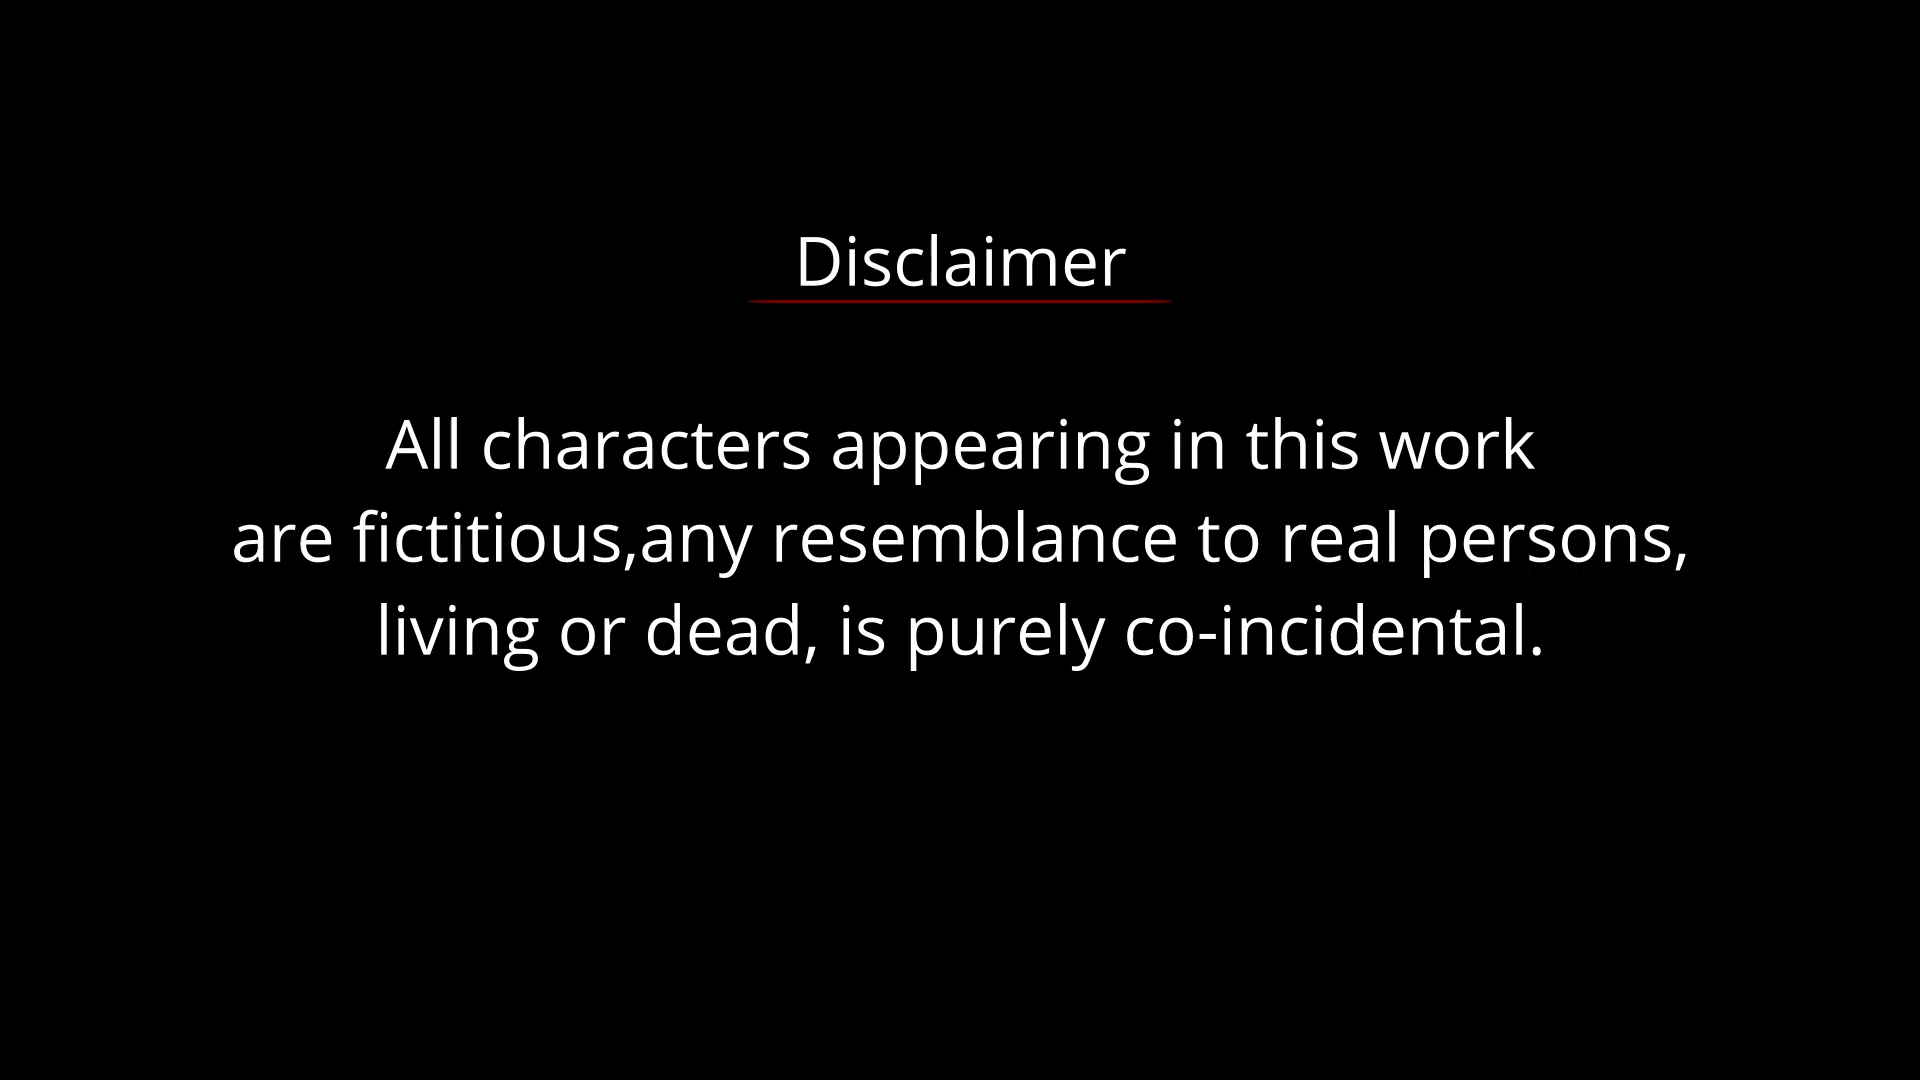 Disclaimer
All characters appearing in this work
are fictitious,any resemblance to real persons,
living or dead, is purely co-incidental.